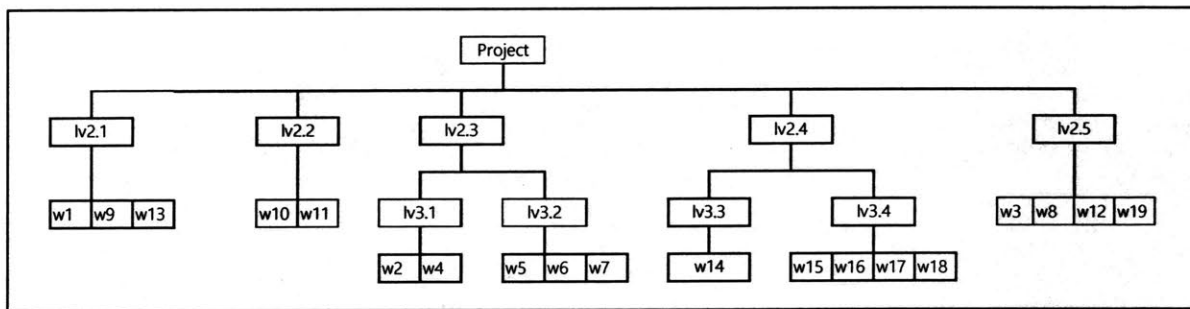 Project
lv2.1 lv2.2 lv2.3 lv2.4 lv2.5
w1 w9 w13 w10 w11 lv3.1 lv3.2 lv3.3 lv3.4 w3 w8 w12 w19
w2 w4 w5 w6 w7 w14 w15 w16 w17 w18